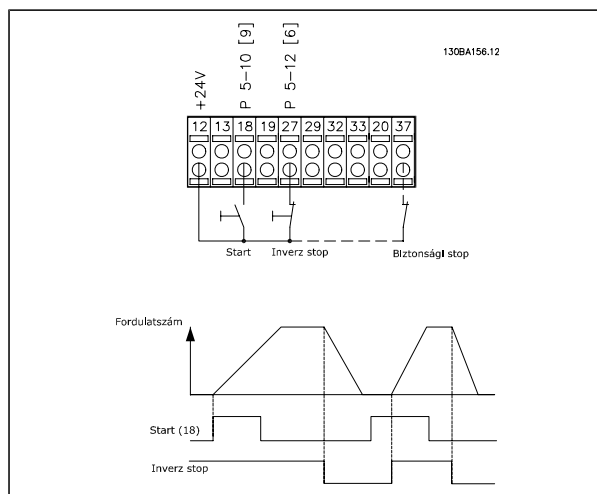 130BA156.12
+24V
P 5-10 [9]
P 5-12 [6]
12 13 18 19 27 29 32 33 20 37
Start
Inverz stop
Biztonsági stop
Fordulatszám
Start (18)
Inverz stop